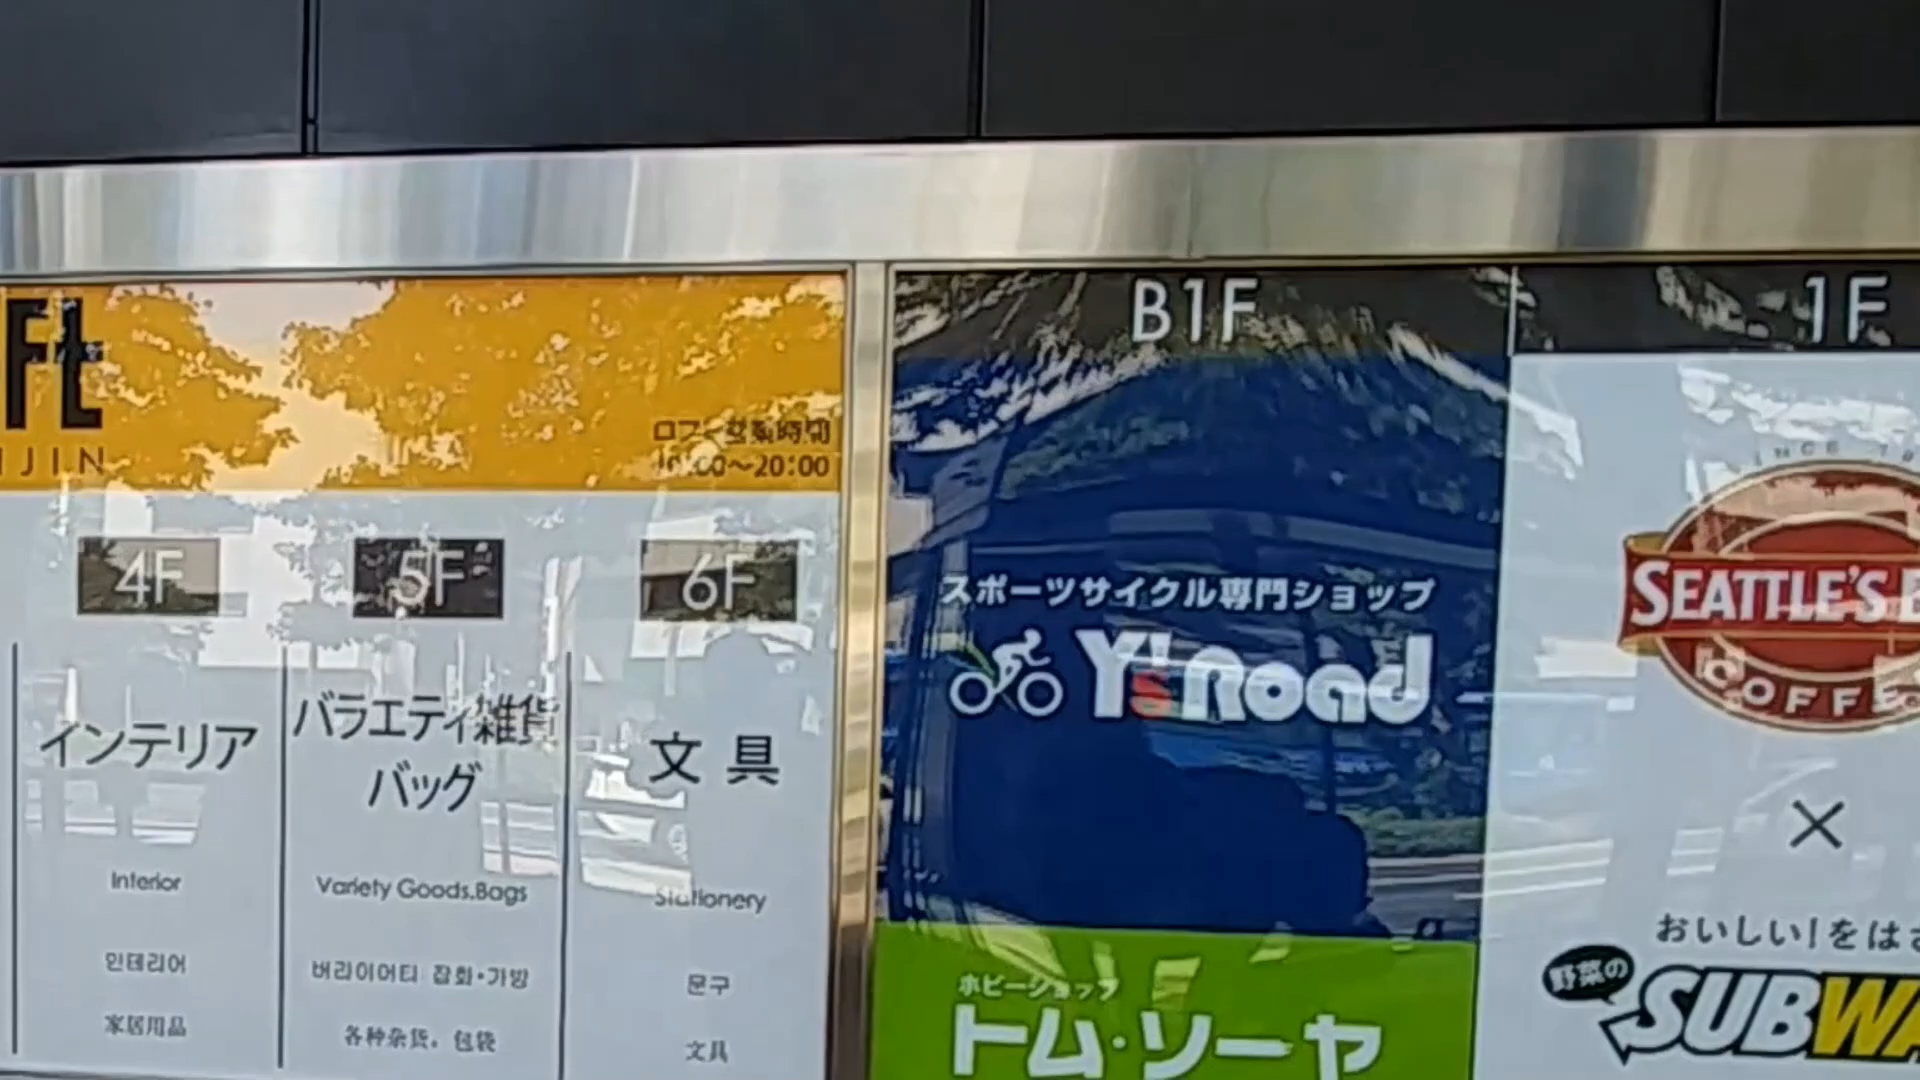 Ft
JIN
ロフト営業時間
10:00～20:00
4F
インテリア
Interior
인테리어
家居用品
5F
バラエティ雑貨
バッグ
Variety Goods.Bags
버라이어티 잡화·가방
各种杂货。包袋
6F
文具
Stationery
문구
文具
B1F
スポーツサイクル専門ショップ
Y'sRoad
ホビーショップ
トム・ソーヤ
1F
SINCE 19
SEATTLE'S
COFFE
×
おいしい!をはさ
野菜の
SUBWA